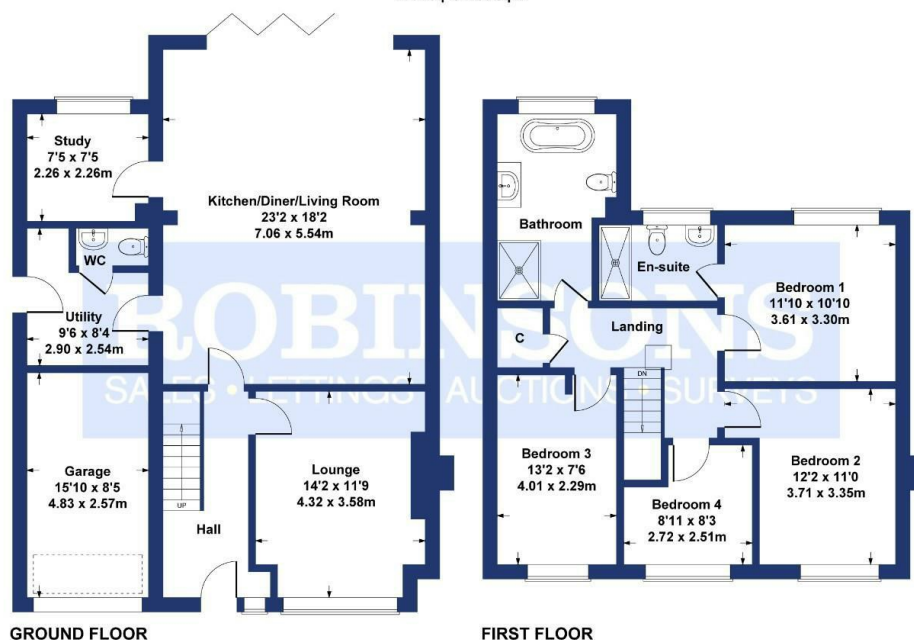 Study
7'5 x 7'5
2.26 x 2.26m
Kitchen/Diner/Living Room
23'2 x 18'2
7.06 x 5.54m
WC
Utility
9'6 x 8'4
2.90 x 2.54m
Garage
15'10 x 8'5
4.83 x 2.57m
UP
Hall
Lounge
14'2 x 11'9
4.32 x 3.58m
GROUND FLOOR
Bathroom
En-suite
Bedroom 1
11'10 x 10'10
3.61 x 3.30m
C
Landing
DN
Bedroom 3
13'2 x 7'6
4.01 x 2.29m
Bedroom 4
8'11 x 8'3
2.72 x 2.51m
Bedroom 2
12'2 x 11'0
3.71 x 3.35m
FIRST FLOOR
ROBINSONS
SALES • LETTINGS • AUCTIONS • SURVEYS